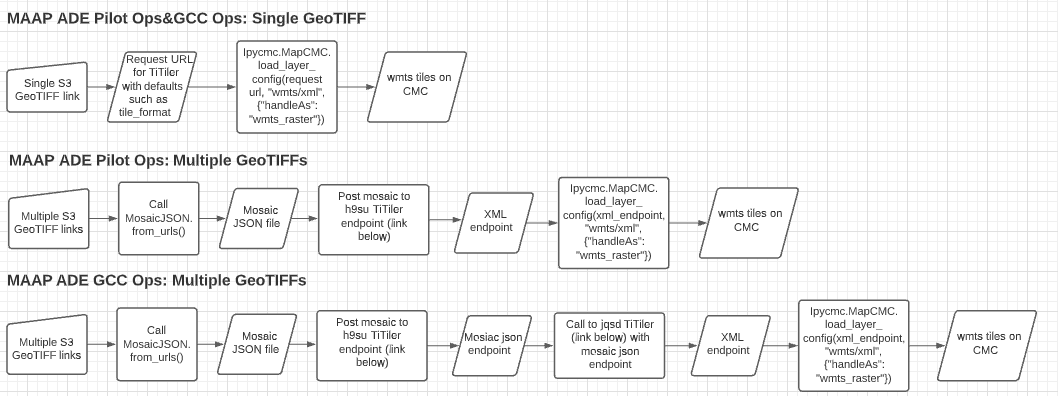 MAAP ADE Pilot Ops&GCC Ops: Single GeoTIFF
Single S3
GeoTIFF link
Request URL
for TiTiler
with defaults
such as
tile_format
Ipycmc.MapCMC.
load_layer_
config(request
url, "wmts/xml",
{"handleAs":
"wmts_raster"})
wmts tiles on
CMC
MAAP ADE Pilot Ops: Multiple GeoTIFFs
Multiple S3
GeoTIFF links
Call
MosaicJSON.
from_urls()
Mosaic
JSON file
Post mosaic to
h9su TiTiler
endpoint (link
below)
XML
endpoint
Ipycmc.MapCMC.
load_layer_
config(xml_endpoint,
"wmts/xml",
{"handleAs":
"wmts_raster"})
wmts tiles on
CMC
MAAP ADE GCC Ops: Multiple GeoTIFFs
Multiple S3
GeoTIFF links
Call
MosaicJSON.
from_urls()
Mosaic
JSON file
Post mosaic to
h9su TiTiler
endpoint (link
below)
Mosiac json
endpoint
Call to jqsd TiTiler
(link below) with
mosaic json
endpoint
XML
endpoint
Ipycmc.MapCMC.
load_layer_
config(xml_endpoint,
"wmts/xml",
{"handleAs":
"wmts_raster"})
wmts tiles on
CMC